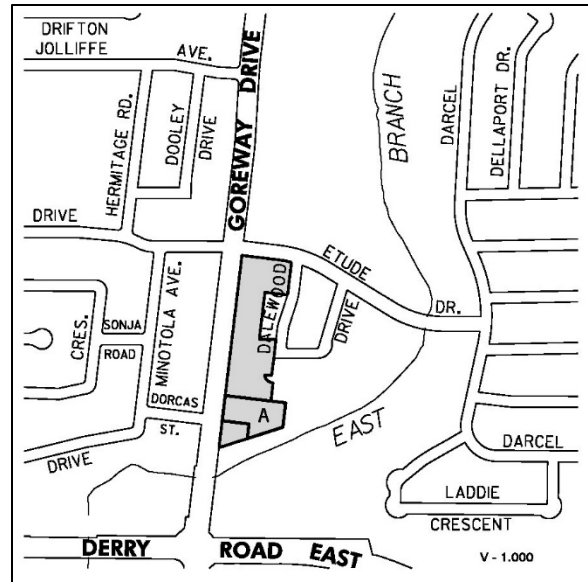 DRIFTON
JOLLIFFE
AVE.
HERMITAGE RD.
DOOLEY
DRIVE
GOREWAY DRIVE
BRANCH
DARCEL
DELLAPORT DR.
DRIVE
ETUDE
DR.
MINOTOLA AVE.
DALEWOOD
DRIVE
CRES.
SONJA
ROAD
DORCAS
ST.
A
EAST
DRIVE
DARCEL
LADDIE
CRESCENT
DERRY ROAD EAST
V - 1.000